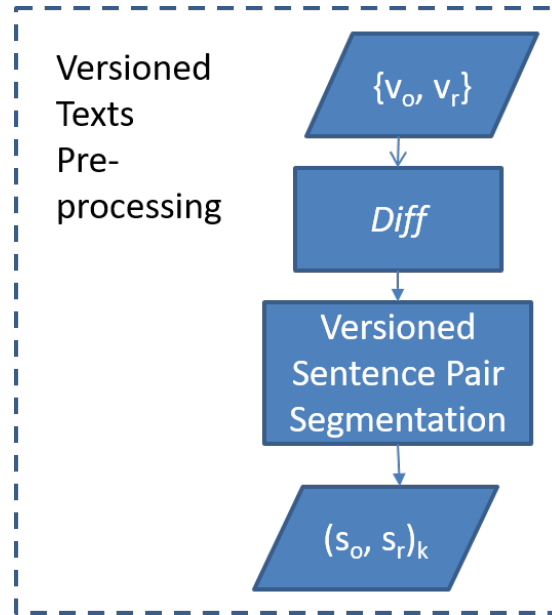 Versioned
Texts
Pre-
processing
{vₒ, vᵣ}
Diff
Versioned
Sentence Pair
Segmentation
(sₒ, sᵣ)ₖ